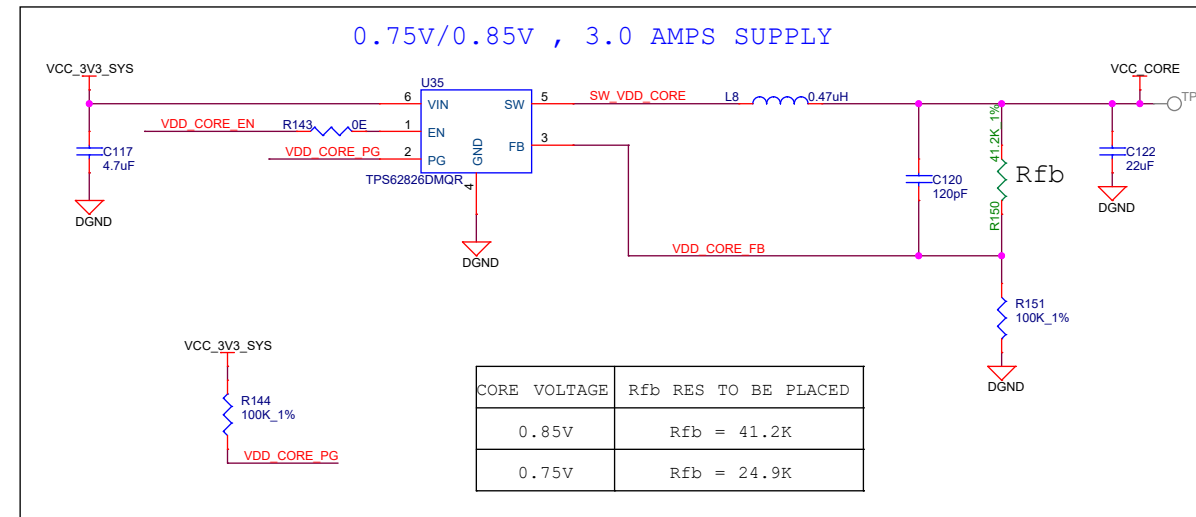 0.75V/0.85V , 3.0 AMPS SUPPLY
VCC_3V3_SYS
VCC_CORE
U35
TP
6 VIN SW 5 SW_VDD_CORE L8 0.47uH
VDD_CORE_EN R143 0E 1 EN
41.2K_1%
FB 3
VDD_CORE_PG 2 PG
GND
C117
4.7uF
C122
22uF
TPS62826DMQR 4
C120
120pF
Rfb
R150
DGND
DGND
VDD_CORE_FB
DGND
R151
100K_1%
VCC_3V3_SYS
DGND
R144
100K_1%
VDD_CORE_PG
CORE VOLTAGE Rfb RES TO BE PLACED
0.85V Rfb = 41.2K
0.75V Rfb = 24.9K